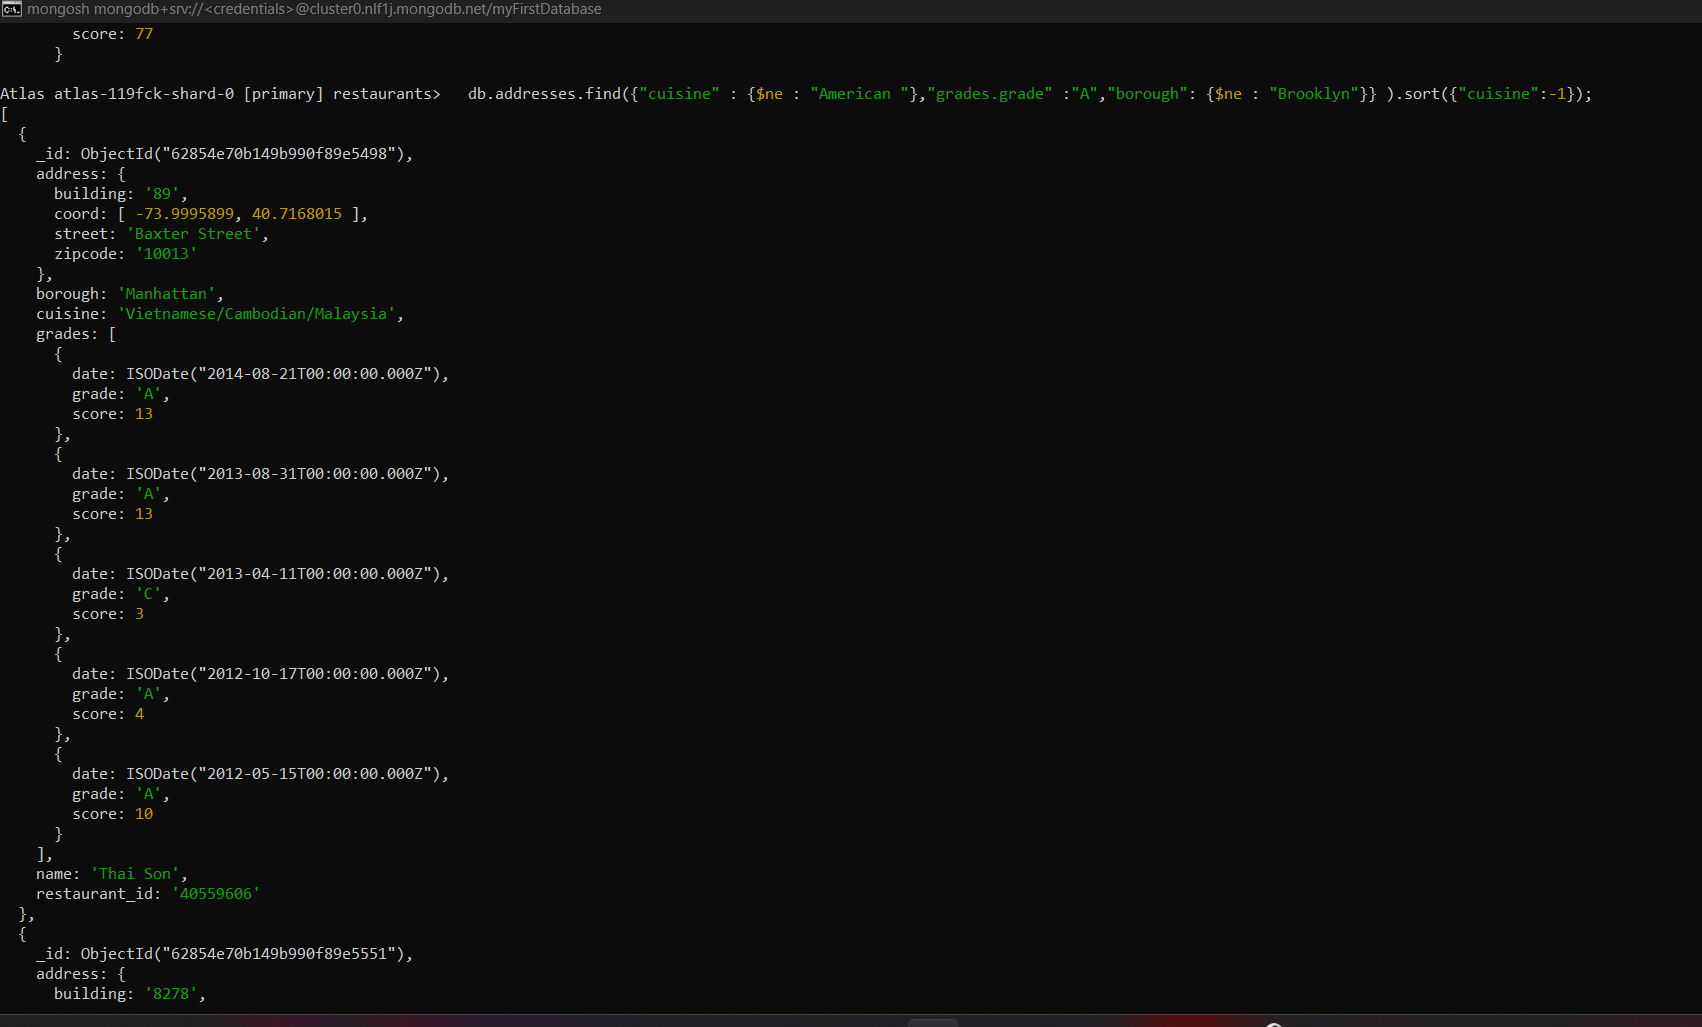 mongosh mongodb+srv://<credentials>@cluster0.nlf1j.mongodb.net/myFirstDatabase
score: 77
}
Atlas atlas-119fck-shard-0 [primary] restaurants>   db.addresses.find({"cuisine" : {$ne : "American "},"grades.grade" :"A","borough": {$ne : "Brooklyn"}} ).sort({"cuisine":-1});
[
{
_id: ObjectId("62854e70b149b990f89e5498"),
address: {
building: '89',
coord: [ -73.9995899, 40.7168015 ],
street: 'Baxter Street',
zipcode: '10013'
},
borough: 'Manhattan',
cuisine: 'Vietnamese/Cambodian/Malaysia',
grades: [
{
date: ISODate("2014-08-21T00:00:00.000Z"),
grade: 'A',
score: 13
},
{
date: ISODate("2013-08-31T00:00:00.000Z"),
grade: 'A',
score: 13
},
{
date: ISODate("2013-04-11T00:00:00.000Z"),
grade: 'C',
score: 3
},
{
date: ISODate("2012-10-17T00:00:00.000Z"),
grade: 'A',
score: 4
},
{
date: ISODate("2012-05-15T00:00:00.000Z"),
grade: 'A',
score: 10
}
],
name: 'Thai Son',
restaurant_id: '40559606'
},
{
_id: ObjectId("62854e70b149b990f89e5551"),
address: {
building: '8278',